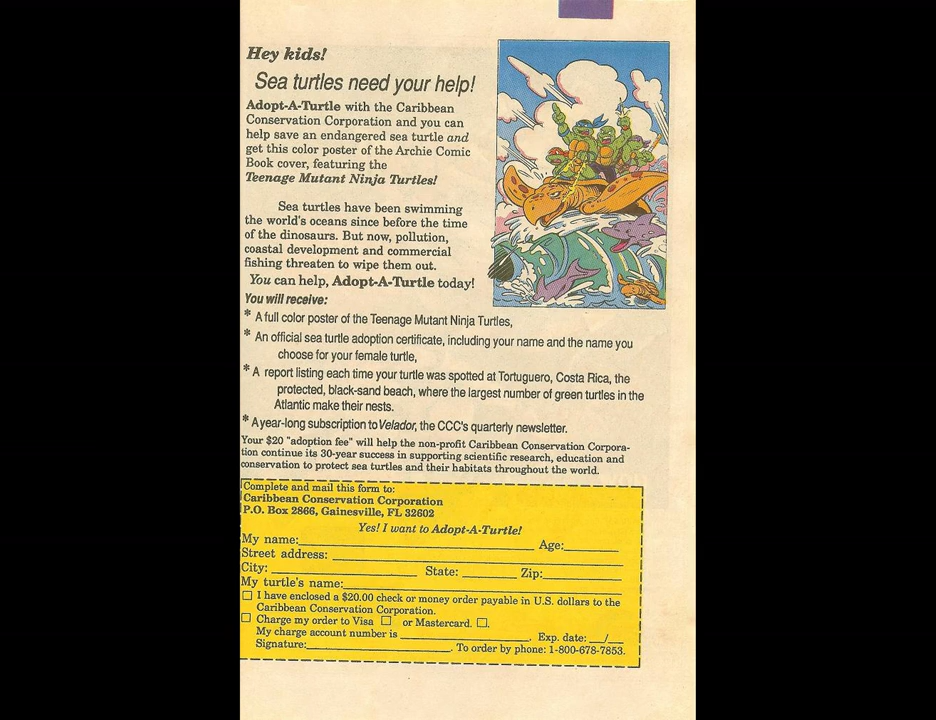 Hey kids!
Sea turtles need your help!
Adopt-A-Turtle with the Caribbean
Conservation Corporation and you can
help save an endangered sea turtle and
get this color poster of the Archie Comic
Book cover, featuring the
Teenage Mutant Ninja Turtles!
Sea turtles have been swimming
the world's oceans since before the time
of the dinosaurs. But now, pollution,
coastal development and commercial
fishing threaten to wipe them out.
You can help, Adopt-A-Turtle today!
You will receive:
* A full color poster of the Teenage Mutant Ninja Turtles,
* An official sea turtle adoption certificate, including your name and the name you
choose for your female turtle,
* A report listing each time your turtle was spotted at Tortuguero, Costa Rica, the
protected, black-sand beach, where the largest number of green turtles in the
Atlantic make their nests.
* A year-long subscription to Velador, the CCC's quarterly newsletter.
Your $20 "adoption fee" will help the non-profit Caribbean Conservation Corpora-
tion continue its 30-year success in supporting scientific research, education and
conservation to protect sea turtles and their habitats throughout the world.
Complete and mail this form to:
Caribbean Conservation Corporation
P.O. Box 2866, Gainesville, FL 32602
Yes! I want to Adopt-A-Turtle!
My name: Age:
Street address:
City: State: Zip:
My turtle's name:
I have enclosed a $20.00 check or money order payable in U.S. dollars to the
Caribbean Conservation Corporation.
Charge my order to Visa or Mastercard.
My charge account number is . Exp. date: __/__
Signature: . To order by phone: 1-800-678-7853.